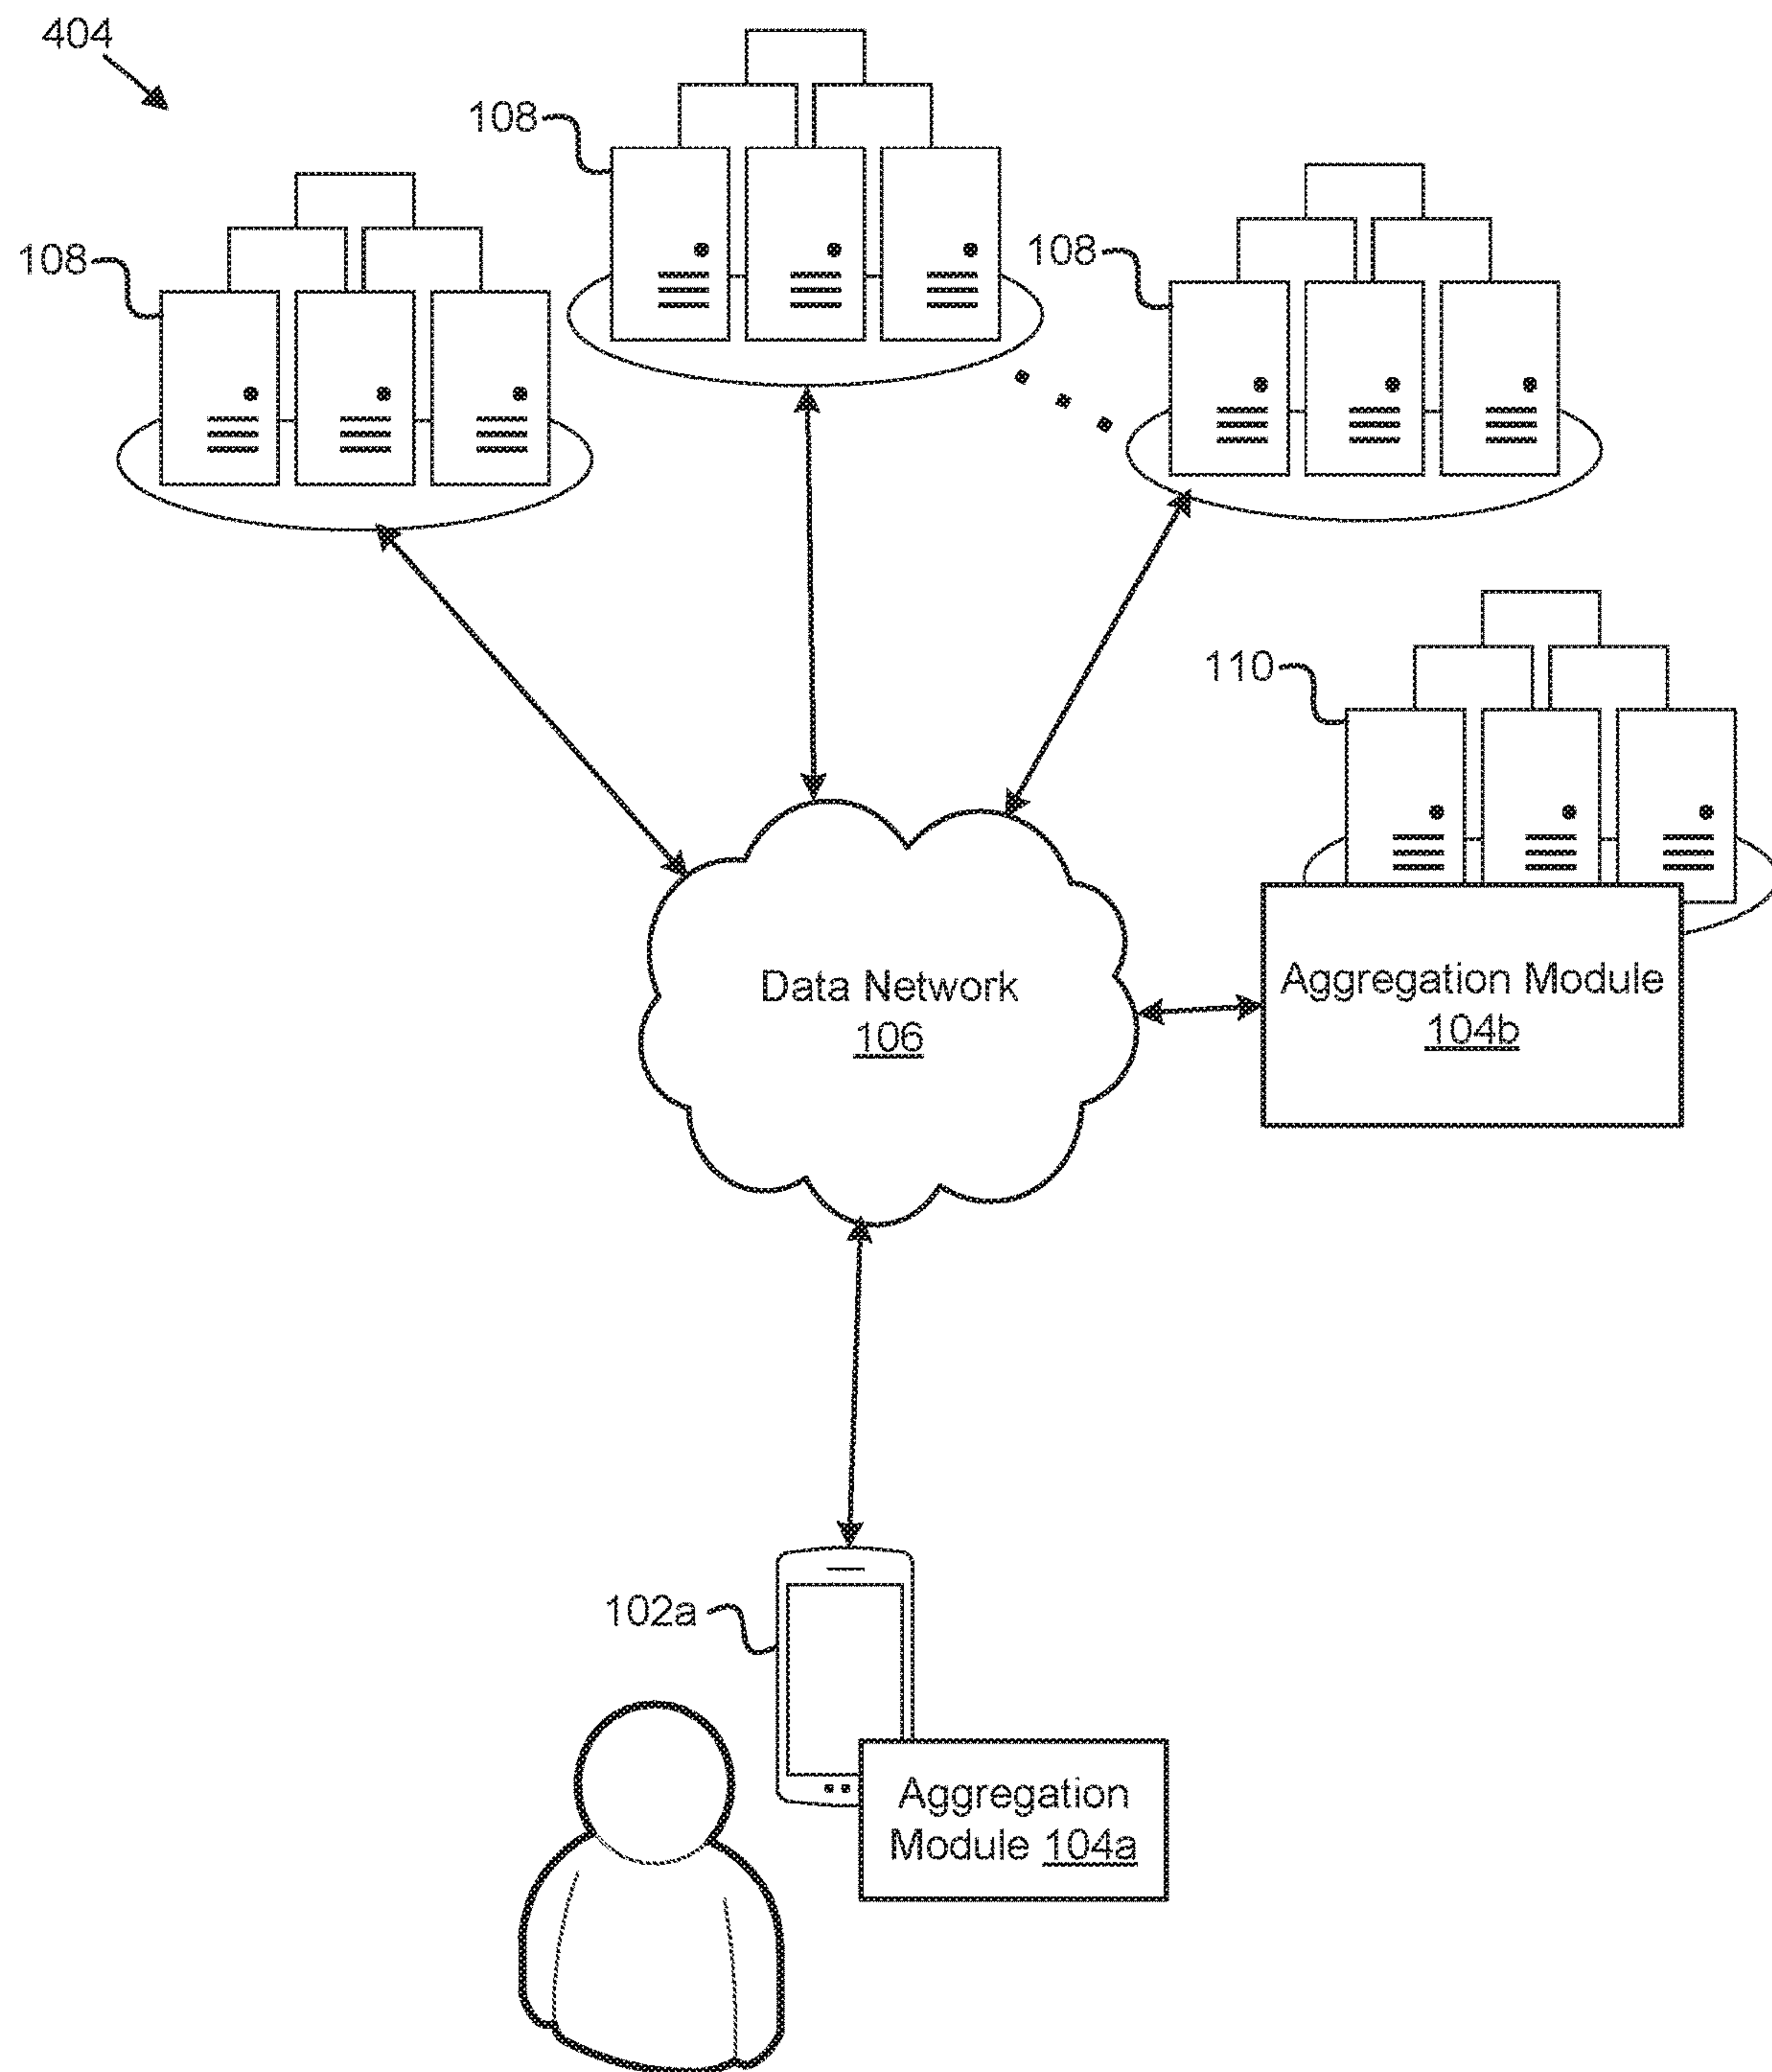 404
108
108
108
110
Data Network
106
Aggregation Module
104b
102a
Aggregation
Module 104a